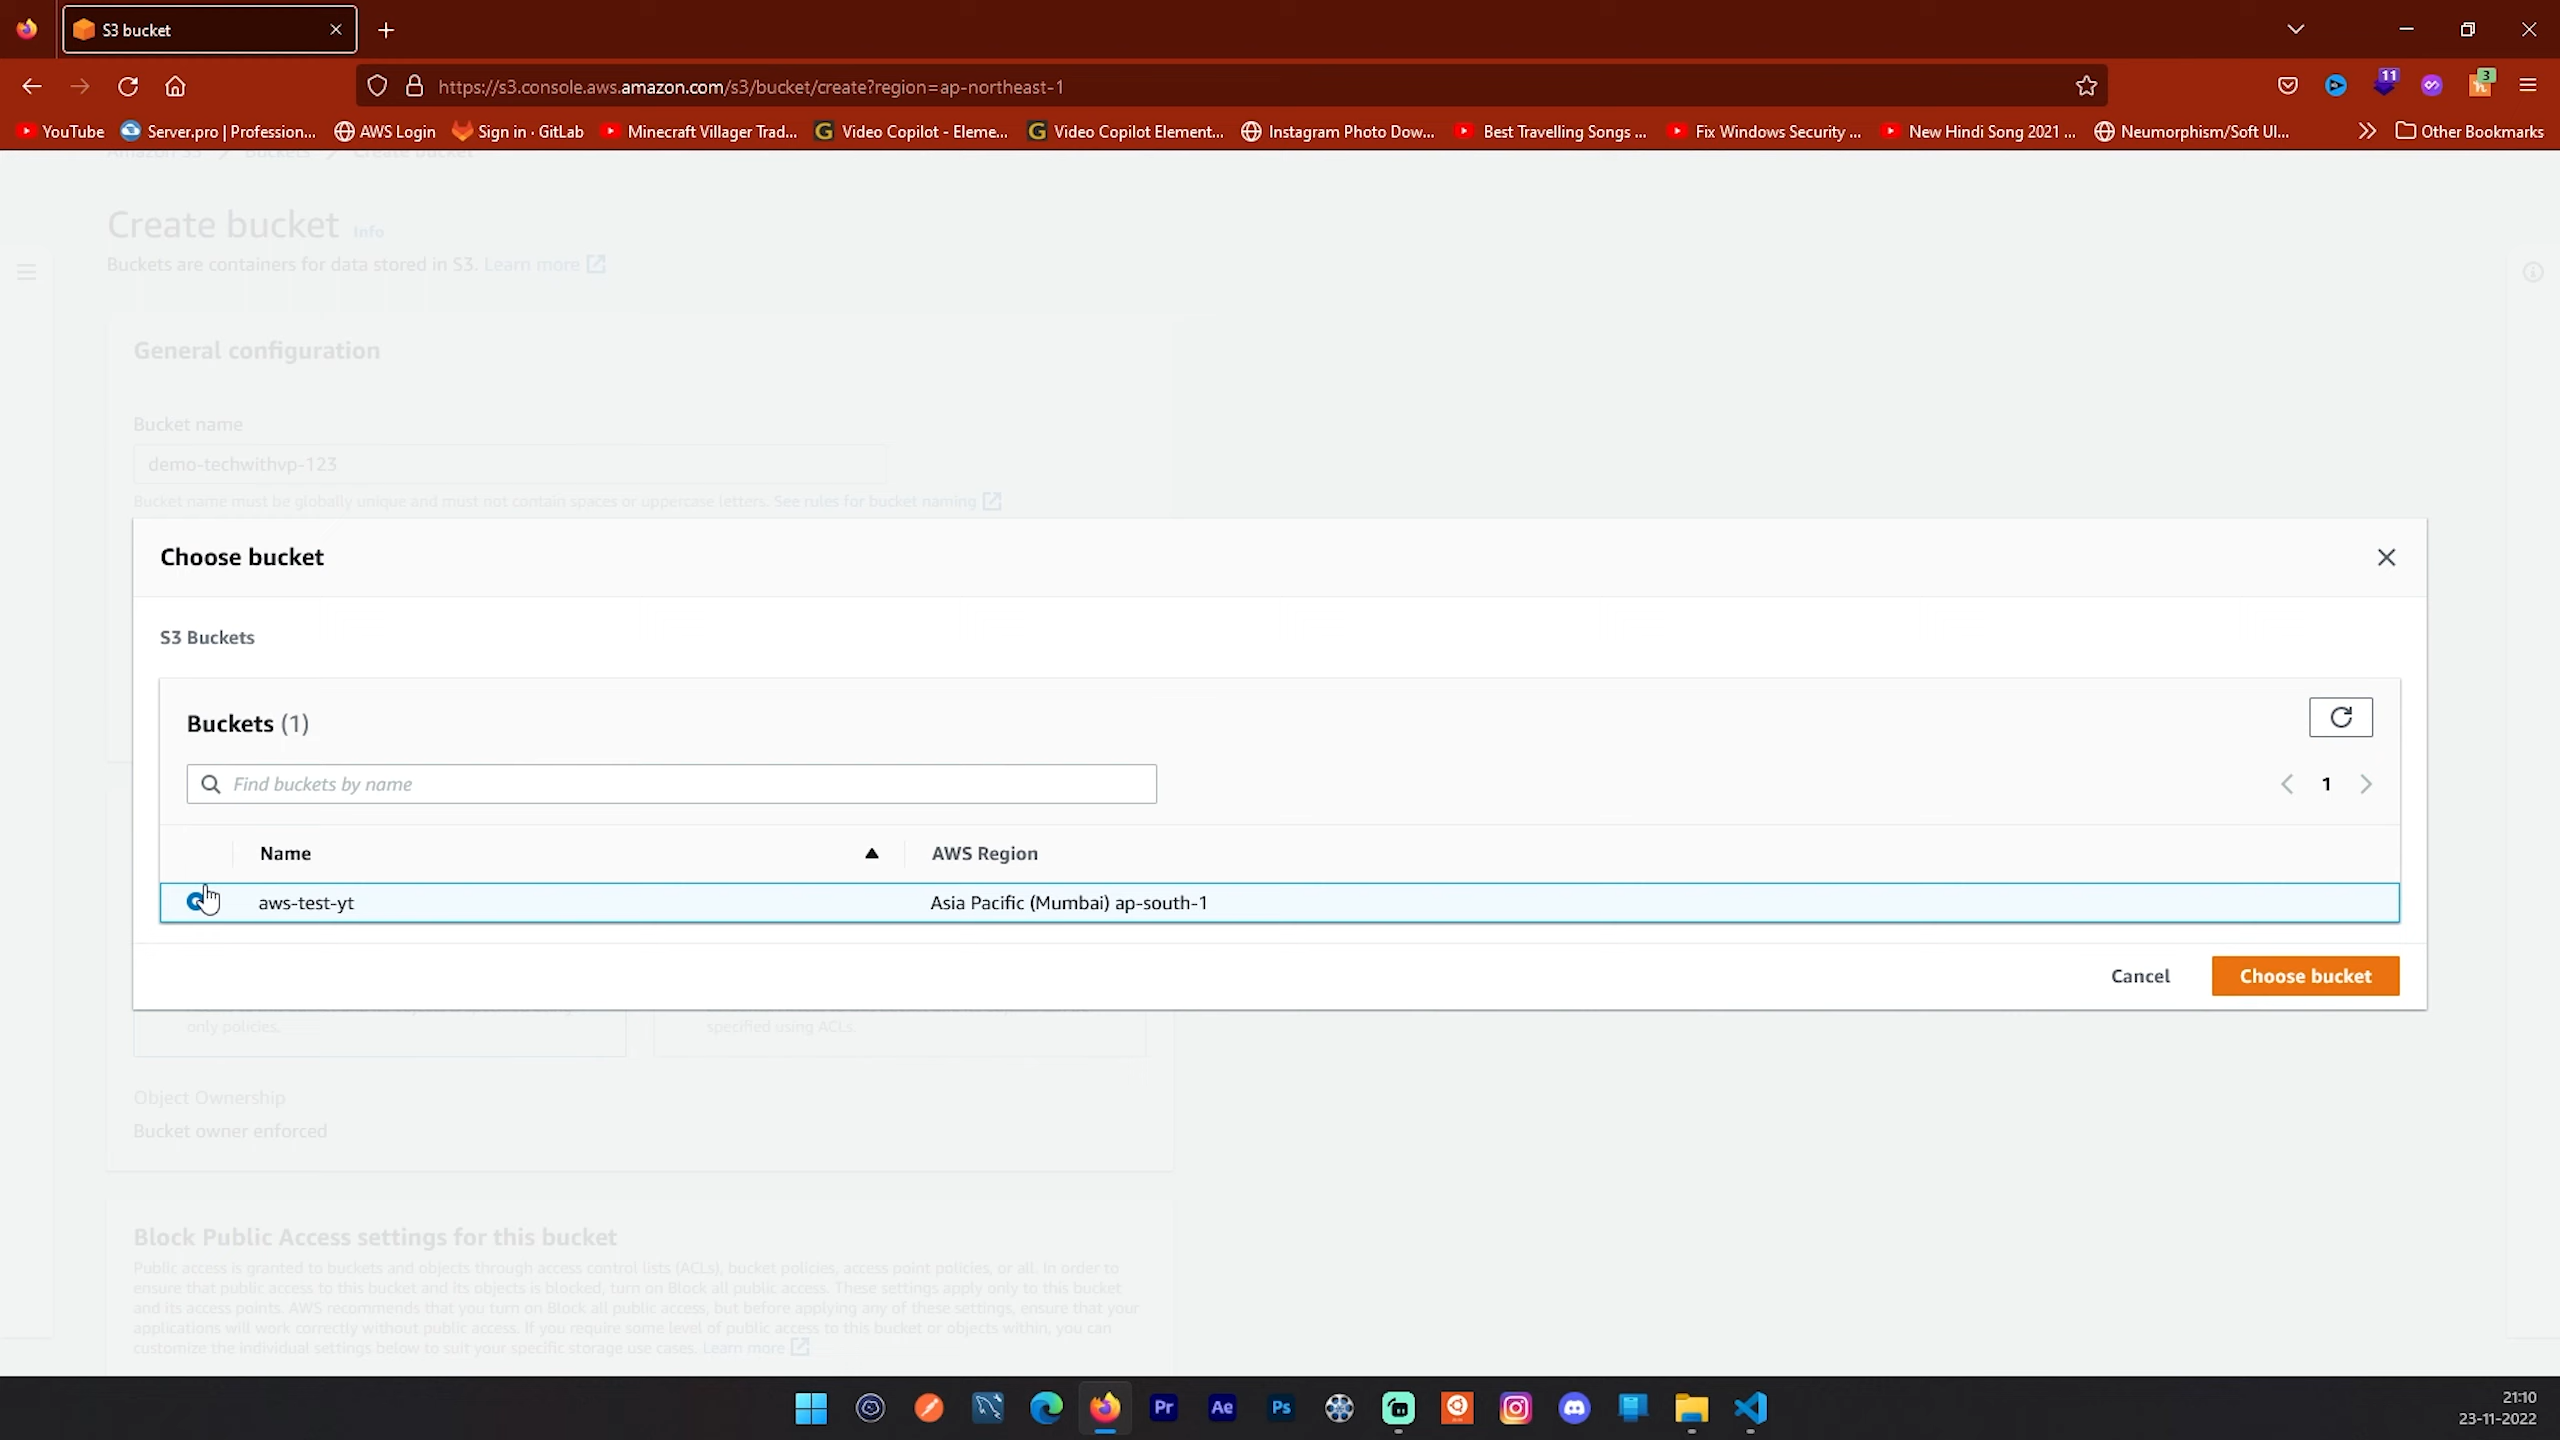 S3 bucket
https://s3.console.aws.amazon.com/s3/bucket/create?region=ap-northeast-1
11
3
YouTube
Server.pro | Profession...
AWS Login
Sign in · GitLab
Minecraft Villager Trad...
Video Copilot - Eleme...
Video Copilot Element...
Instagram Photo Dow...
Best Travelling Songs ...
Fix Windows Security ...
New Hindi Song 2021 ...
Neumorphism/Soft UI...
Other Bookmarks
Amazon S3 > Buckets > Create bucket
Create bucket Info
Buckets are containers for data stored in S3. Learn more
General configuration
Bucket name
demo-techwithvp-123
Bucket name must be globally unique and must not contain spaces or uppercase letters. See rules for bucket naming
Choose bucket
S3 Buckets
Buckets (1)
Find buckets by name
1
Name
AWS Region
aws-test-yt
Asia Pacific (Mumbai) ap-south-1
Cancel
Choose bucket
only policies.
specified using ACLs.
Object Ownership
Bucket owner enforced
Block Public Access settings for this bucket
Public access is granted to buckets and objects through access control lists (ACLs), bucket policies, access point policies, or all. In order to
ensure that public access to this bucket and its objects is blocked, turn on Block all public access. These settings apply only to this bucket
and its access points. AWS recommends that you turn on Block all public access, but before applying any of these settings, ensure that your
applications will work correctly without public access. If you require some level of public access to this bucket or objects within, you can
customize the individual settings below to suit your specific storage use cases. Learn more
Pr
Ae
Ps
21:10
23-11-2022